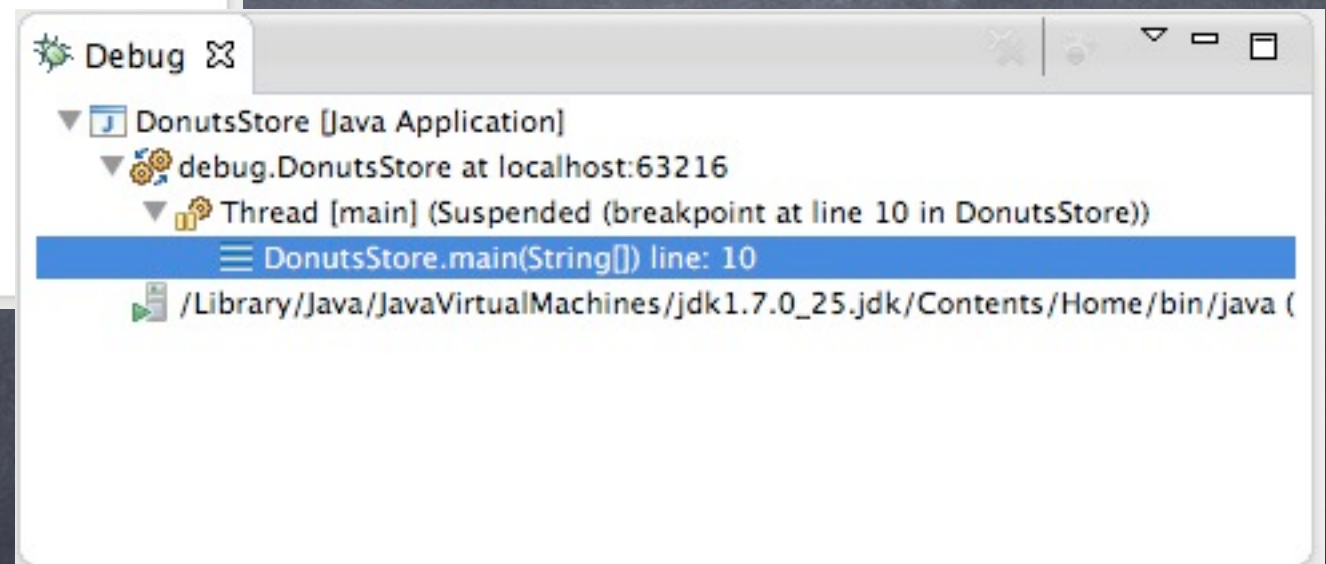 Debug
DonutsStore [Java Application]
debug.DonutsStore at localhost:63216
Thread [main] (Suspended (breakpoint at line 10 in DonutsStore))
DonutsStore.main(String[]) line: 10
/Library/Java/JavaVirtualMachines/jdk1.7.0_25.jdk/Contents/Home/bin/java (